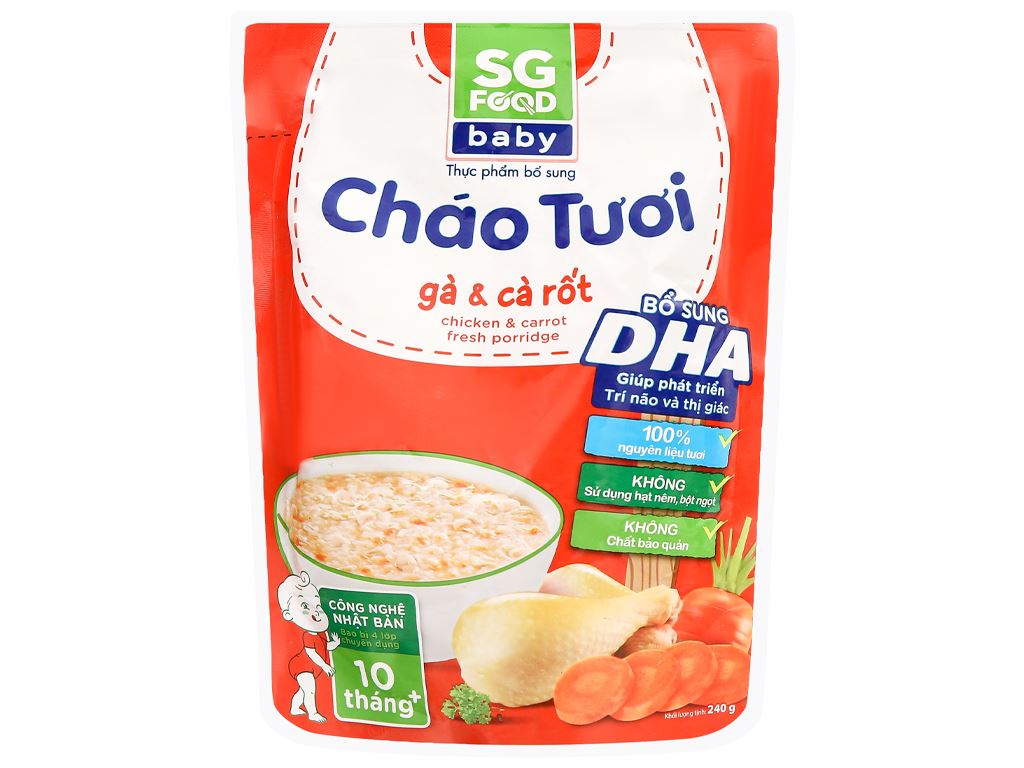 SG
FOOD
baby
Thực phẩm bổ sung
Cháo Tươi
gà & cà rốt
chicken & carrot
fresh porridge
BỔ SUNG
DHA
Giúp phát triển
Trí não và thị giác
100%
nguyên liệu tươi
KHÔNG
Sử dụng hạt nêm, bột ngọt
KHÔNG
Chất bảo quản
CÔNG NGHỆ
NHẬT BẢN
Bao bì 4 lớp
chuyên dụng
10
tháng+
Khối lượng tịnh: 240 g